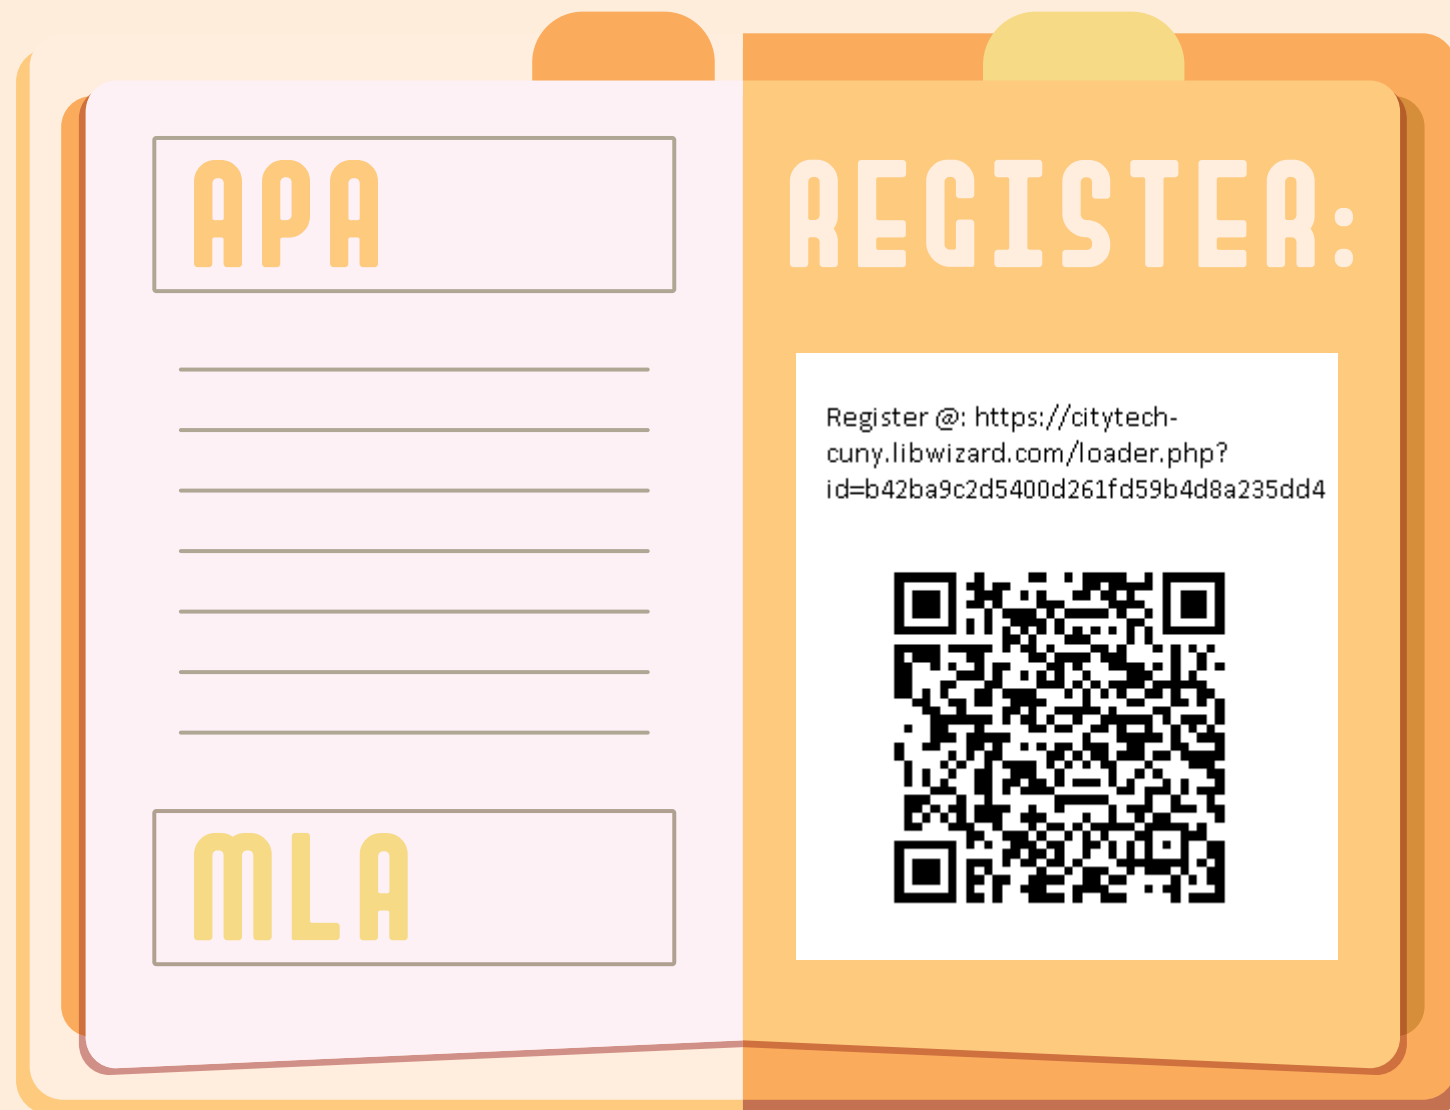 APA
MLA
REGISTER:
Register @: https://citytech-
cuny.libwizard.com/loader.php?
id=b42ba9c2d5400d261fd59b4d8a235dd4